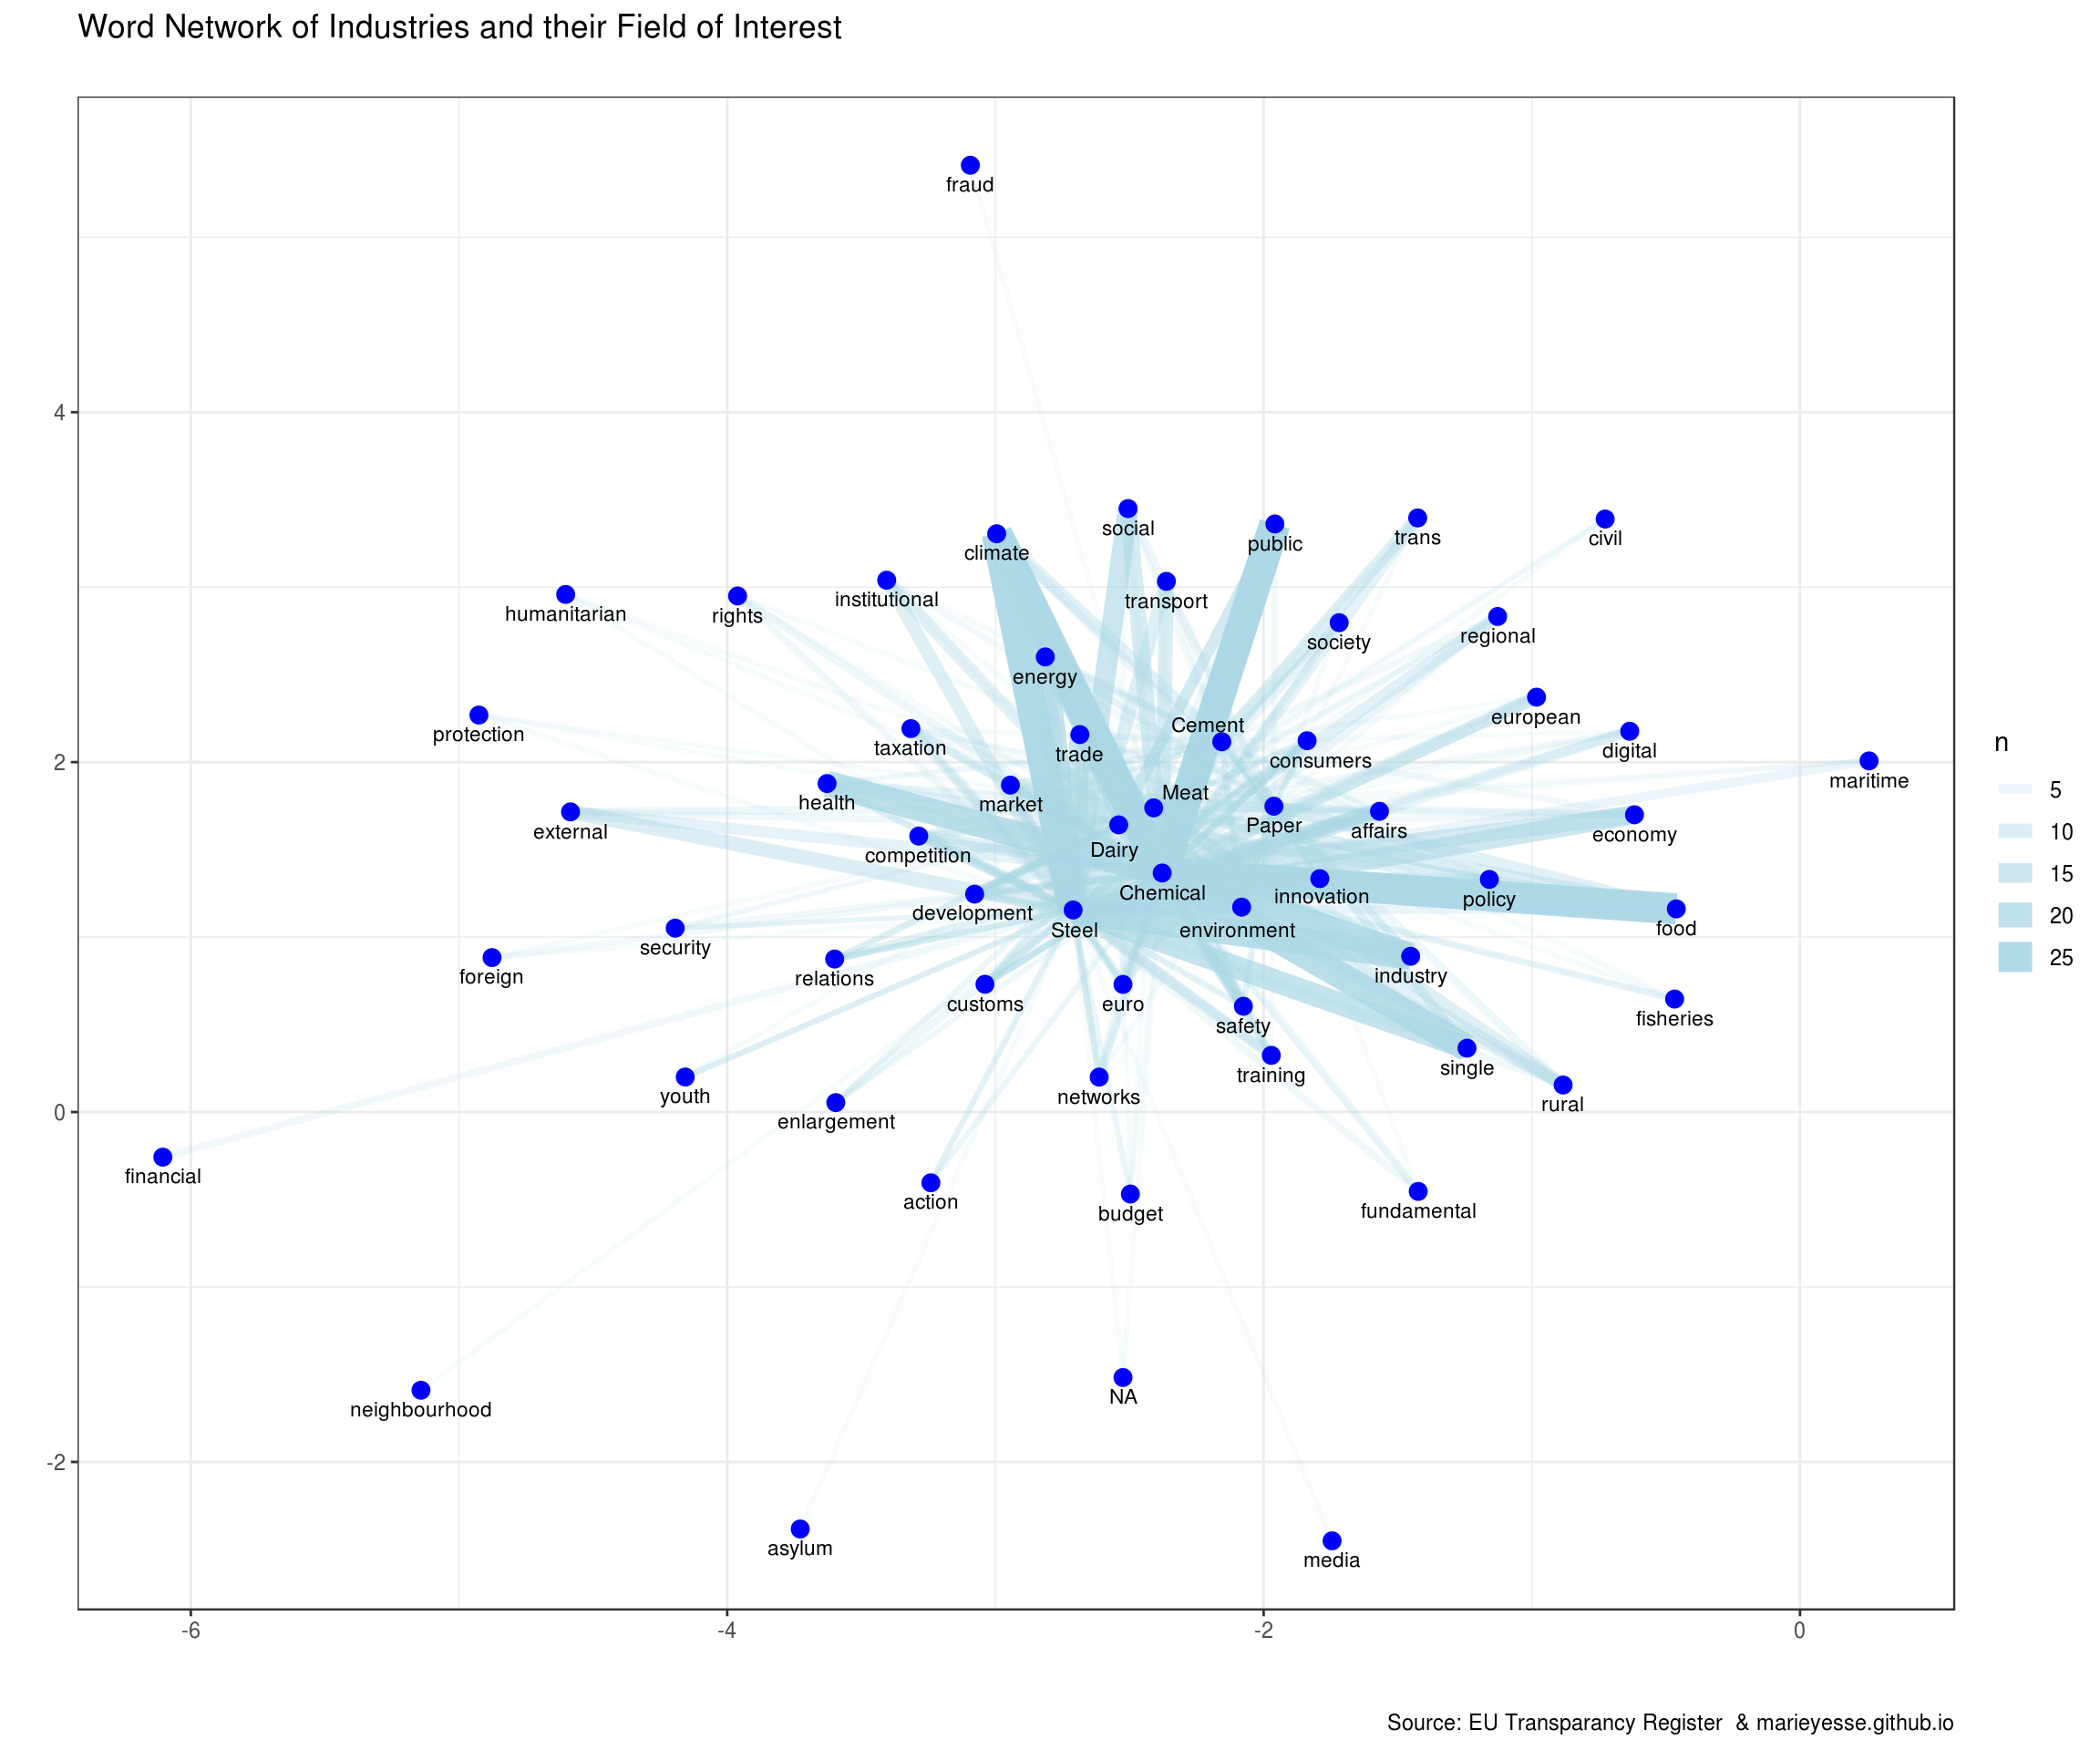 Word Network of Industries and their Field of Interest
fraud
social
climate
public
trans
civil
institutional
transport
humanitarian
rights
society
regional
energy
european
Cement
protection
taxation
trade
consumers
digital
maritime
Meat
health
market
external
Paper
affairs
economy
competition
Dairy
Chemical
innovation
policy
development
Steel
environment
food
security
foreign
relations
industry
customs
euro
safety
fisheries
single
training
youth
networks
rural
enlargement
financial
action
budget
fundamental
neighbourhood
NA
asylum
media
4
2
0
-2
-6
-4
-2
0
n
5
10
15
20
25
Source: EU Transparancy Register & marieyesse.github.io